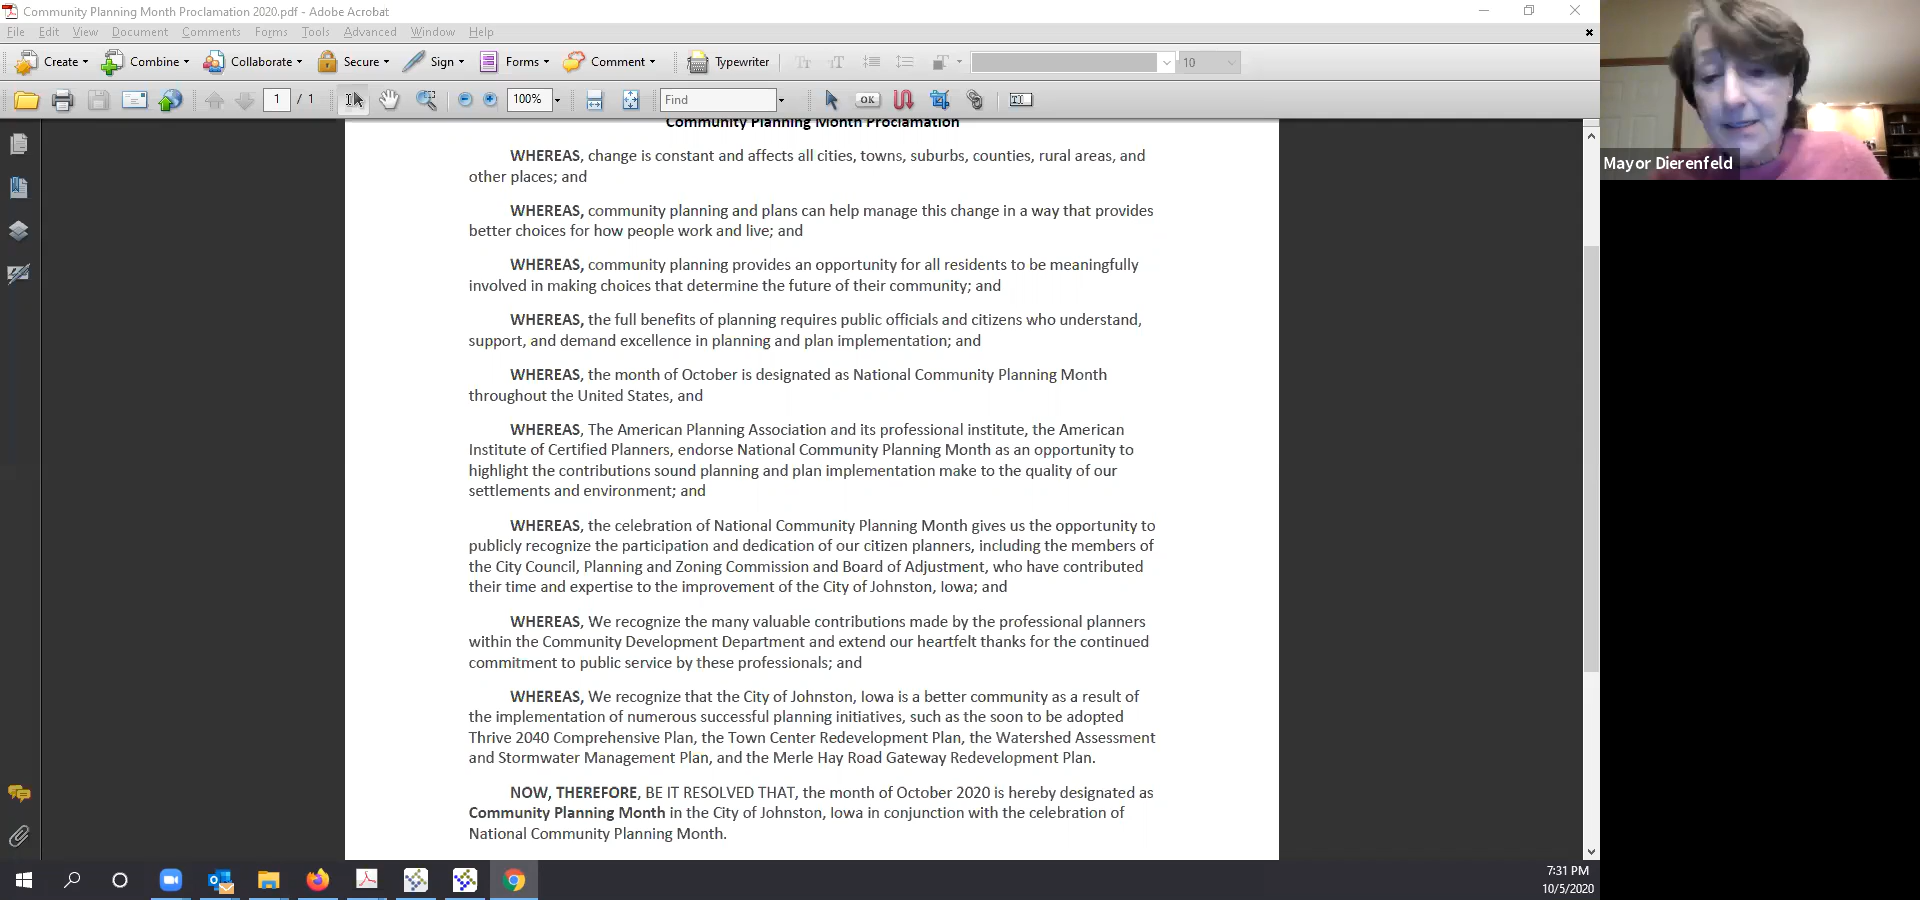 Community Planning Month Proclamation 2020.pdf - Adobe Acrobat
File Edit View Document Comments Forms Tools Advanced Window Help
Create Combine Collaborate Secure Sign Forms Comment Typewriter 10
1 / 1 100% Find OK
Community Planning Month Proclamation
WHEREAS, change is constant and affects all cities, towns, suburbs, counties, rural areas, and
other places; and
WHEREAS, community planning and plans can help manage this change in a way that provides
better choices for how people work and live; and
WHEREAS, community planning provides an opportunity for all residents to be meaningfully
involved in making choices that determine the future of their community; and
WHEREAS, the full benefits of planning requires public officials and citizens who understand,
support, and demand excellence in planning and plan implementation; and
WHEREAS, the month of October is designated as National Community Planning Month
throughout the United States, and
WHEREAS, The American Planning Association and its professional institute, the American
Institute of Certified Planners, endorse National Community Planning Month as an opportunity to
highlight the contributions sound planning and plan implementation make to the quality of our
settlements and environment; and
WHEREAS, the celebration of National Community Planning Month gives us the opportunity to
publicly recognize the participation and dedication of our citizen planners, including the members of
the City Council, Planning and Zoning Commission and Board of Adjustment, who have contributed
their time and expertise to the improvement of the City of Johnston, Iowa; and
WHEREAS, We recognize the many valuable contributions made by the professional planners
within the Community Development Department and extend our heartfelt thanks for the continued
commitment to public service by these professionals; and
WHEREAS, We recognize that the City of Johnston, Iowa is a better community as a result of
the implementation of numerous successful planning initiatives, such as the soon to be adopted
Thrive 2040 Comprehensive Plan, the Town Center Redevelopment Plan, the Watershed Assessment
and Stormwater Management Plan, and the Merle Hay Road Gateway Redevelopment Plan.
NOW, THEREFORE, BE IT RESOLVED THAT, the month of October 2020 is hereby designated as
Community Planning Month in the City of Johnston, Iowa in conjunction with the celebration of
National Community Planning Month.
Mayor Dierenfeld
7:31 PM
10/5/2020